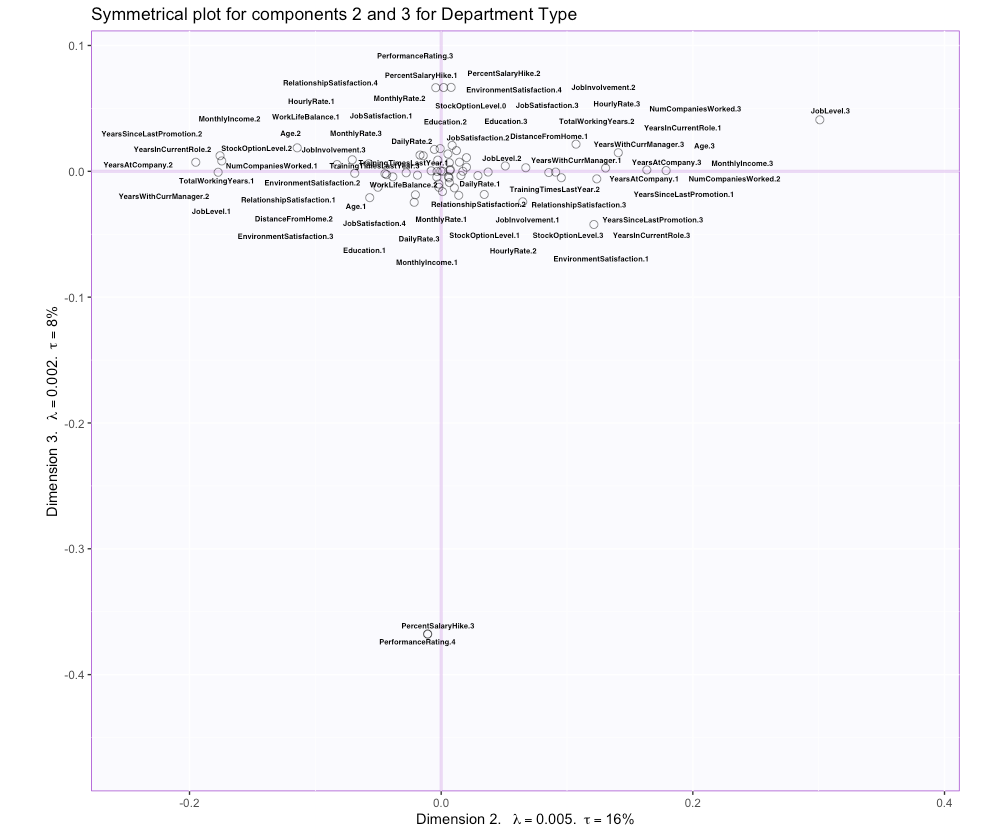 Symmetrical plot for components 2 and 3 for Department Type
0.1
PerformanceRating.3
PercentSalaryHike.1 PercentSalaryHike.2
RelationshipSatisfaction.4 EnvironmentSatisfaction.4 JobInvolvement.2
HourlyRate.1 MonthlyRate.2 StockOptionLevel.0 JobSatisfaction.3 HourlyRate.3 NumCompaniesWorked.3 JobLevel.3
MonthlyIncome.2 WorkLifeBalance.1 JobSatisfaction.1 Education.2 Education.3 TotalWorkingYears.2 YearsInCurrentRole.1
YearsSinceLastPromotion.2 Age.2 MonthlyRate.3 DailyRate.2 JobSatisfaction.2 DistanceFromHome.1 YearsWithCurrManager.3 Age.3
YearsInCurrentRole.2 StockOptionLevel.2 JobInvolvement.3 JobLevel.2 YearsWithCurrManager.1
YearsAtCompany.2 NumCompaniesWorked.1 TrainingTimesLastYear.3 TrainingTimesLastYear.1 YearsAtCompany.3 MonthlyIncome.3
0.0
TotalWorkingYears.1 EnvironmentSatisfaction.2 WorkLifeBalance.2 DailyRate.1 TrainingTimesLastYear.2 YearsAtCompany.1 NumCompaniesWorked.2
YearsWithCurrManager.2 RelationshipSatisfaction.1 Age.1 RelationshipSatisfaction.2 RelationshipSatisfaction.3 YearsSinceLastPromotion.1
JobLevel.1 DistanceFromHome.2 JobSatisfaction.4 MonthlyRate.1 JobInvolvement.1 YearsSinceLastPromotion.3
EnvironmentSatisfaction.3 DailyRate.3 StockOptionLevel.1 StockOptionLevel.3 YearsInCurrentRole.3
Education.1 HourlyRate.2
MonthlyIncome.1 EnvironmentSatisfaction.1
-0.1
-0.2
-0.3
PercentSalaryHike.3
PerformanceRating.4
-0.4
Dimension 3. λ = 0.002. τ = 8%
-0.2 0.0 0.2 0.4
Dimension 2. λ = 0.005. τ = 16%